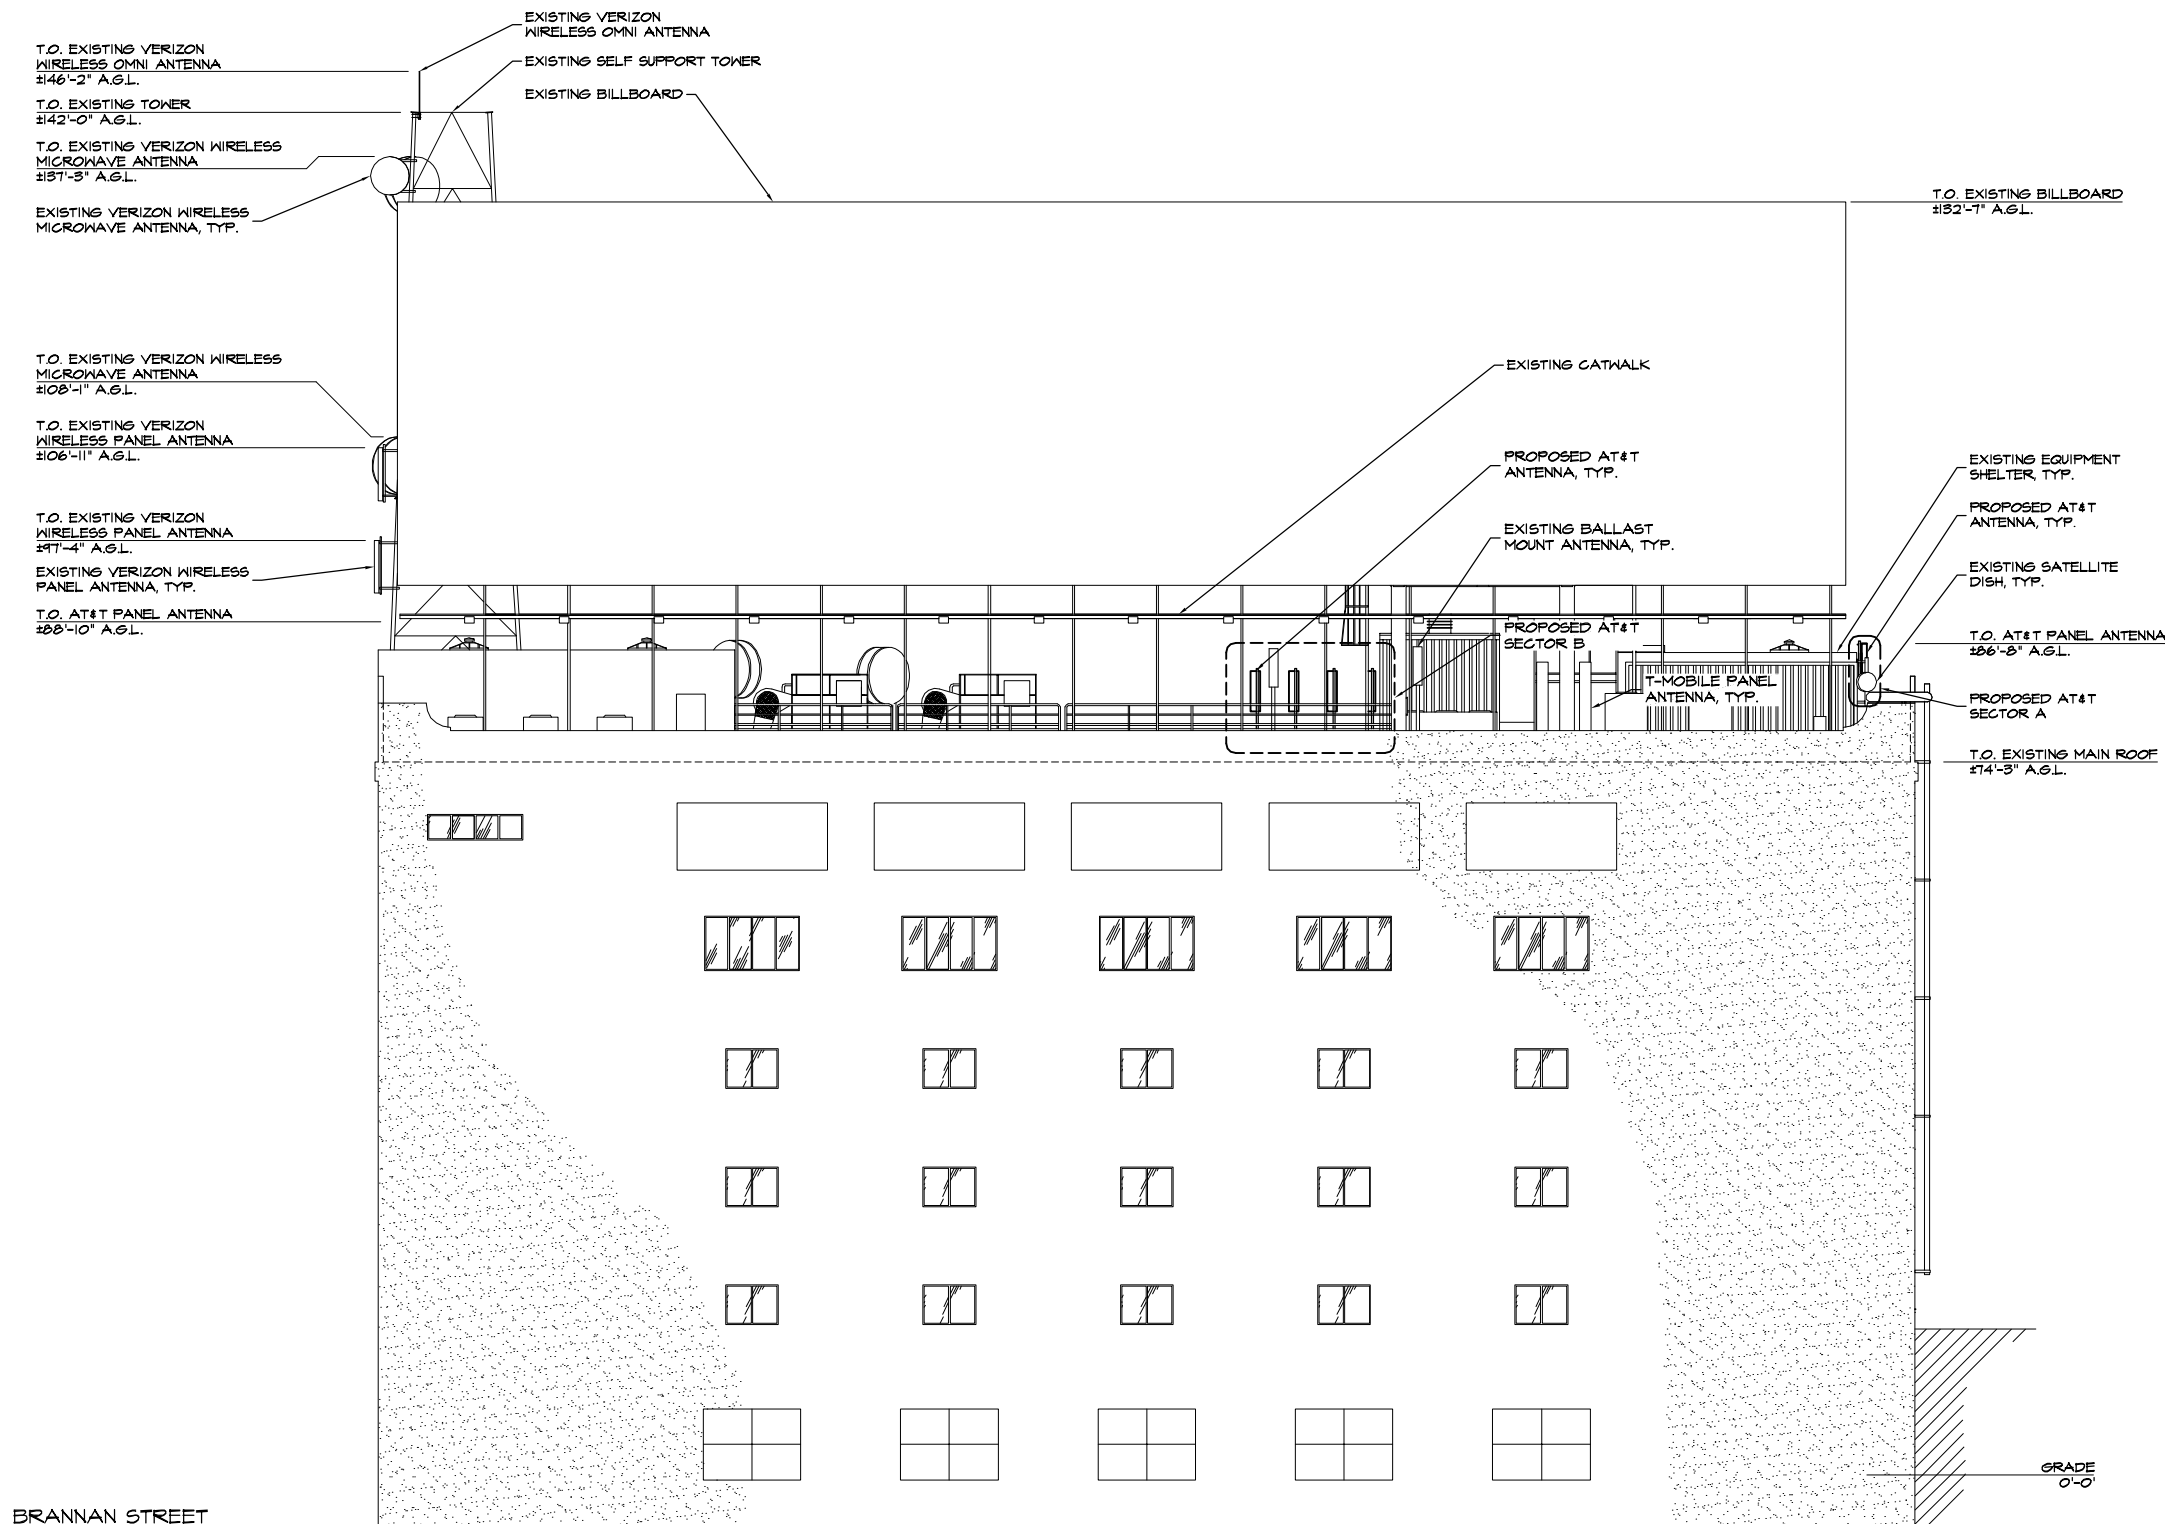 EXISTING VERIZON
WIRELESS OMNI ANTENNA
T.O. EXISTING VERIZON
WIRELESS OMNI ANTENNA
±146'-2" A.G.L.
EXISTING SELF SUPPORT TOWER
EXISTING BILLBOARD
T.O. EXISTING TOWER
±142'-0" A.G.L.
T.O. EXISTING VERIZON WIRELESS
MICROWAVE ANTENNA
±137'-3" A.G.L.
EXISTING VERIZON WIRELESS
MICROWAVE ANTENNA, TYP.
T.O. EXISTING BILLBOARD
±132'-7" A.G.L.
T.O. EXISTING VERIZON WIRELESS
MICROWAVE ANTENNA
±108'-1" A.G.L.
EXISTING CATWALK
T.O. EXISTING VERIZON
WIRELESS PANEL ANTENNA
±106'-11" A.G.L.
PROPOSED AT&T
ANTENNA, TYP.
EXISTING EQUIPMENT
SHELTER, TYP.
PROPOSED AT&T
ANTENNA, TYP.
T.O. EXISTING VERIZON
WIRELESS PANEL ANTENNA
±97'-4" A.G.L.
EXISTING BALLAST
MOUNT ANTENNA, TYP.
EXISTING VERIZON WIRELESS
PANEL ANTENNA, TYP.
EXISTING SATELLITE
DISH, TYP.
T.O. AT&T PANEL ANTENNA
±88'-10" A.G.L.
PROPOSED AT&T
SECTOR B
T.O. AT&T PANEL ANTENNA
±86'-8" A.G.L.
T-MOBILE PANEL
ANTENNA, TYP.
PROPOSED AT&T
SECTOR A
T.O. EXISTING MAIN ROOF
±74'-3" A.G.L.
GRADE
0'-0'
BRANNAN STREET